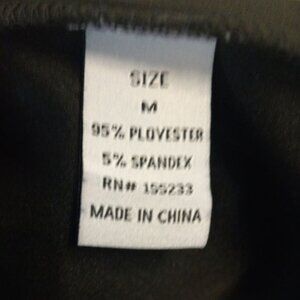 SIZE
M
95% PLOYESTER
5% SPANDEX
RN# 155233
MADE IN CHINA